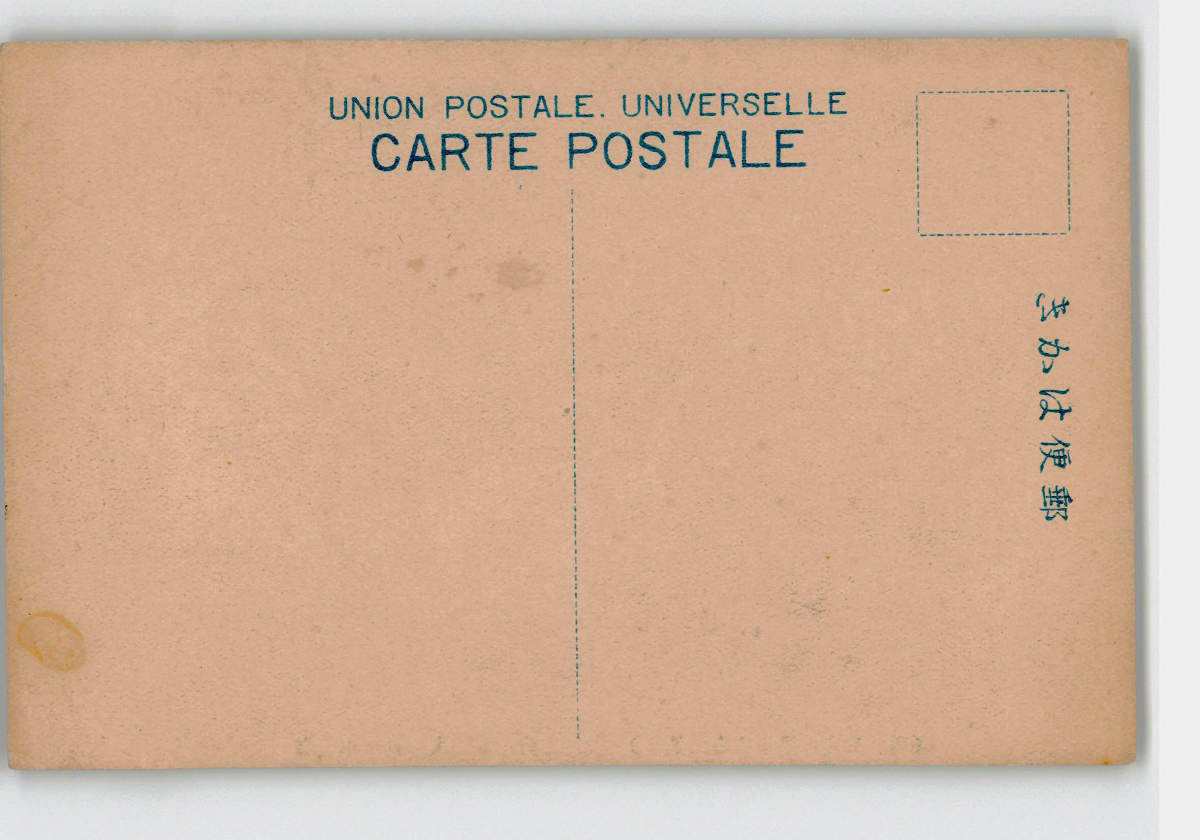 UNION POSTALE. UNIVERSELLE
CARTE POSTALE
郵便はかき